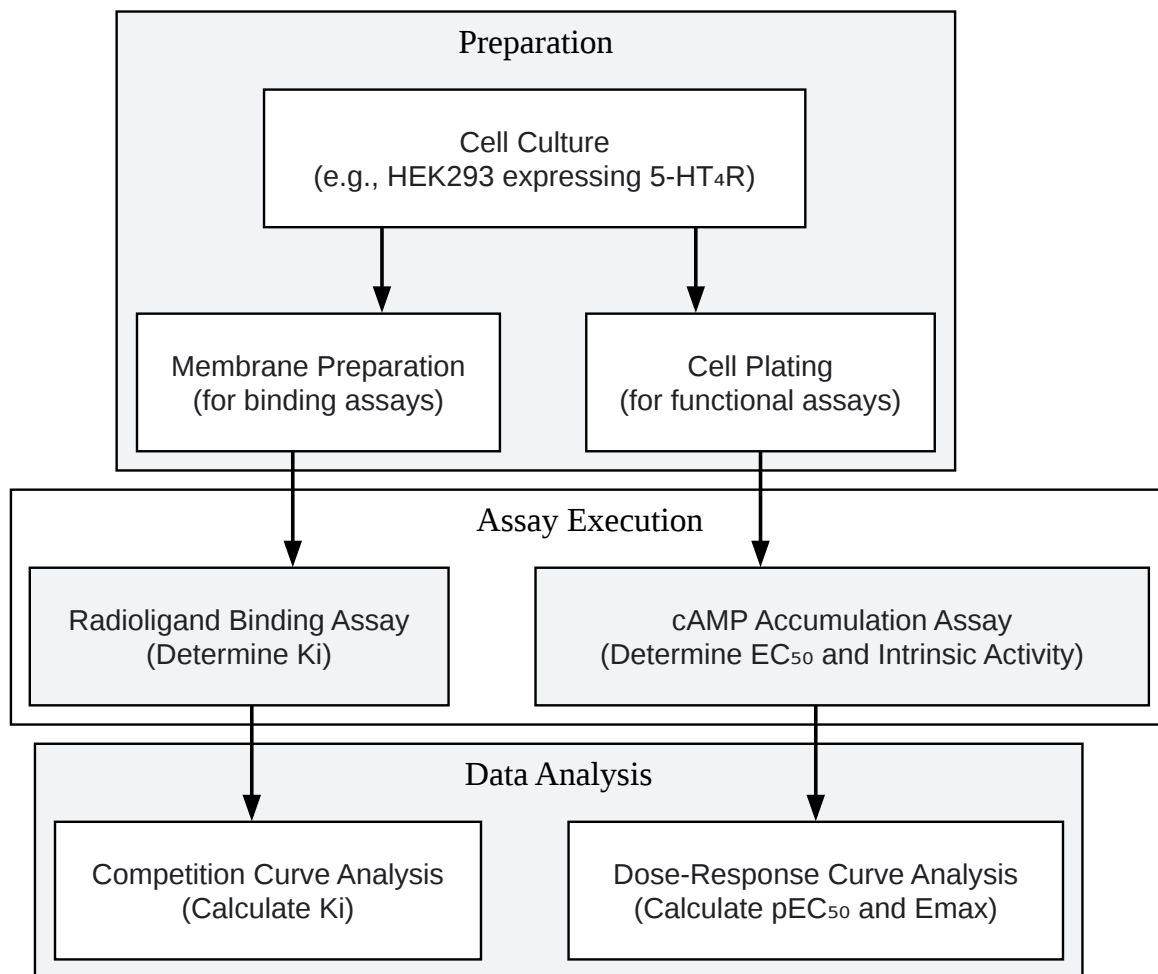 Preparation
Cell Culture
(e.g., HEK293 expressing 5-HT₄R)
Membrane Preparation
(for binding assays)
Cell Plating
(for functional assays)
Assay Execution
Radioligand Binding Assay
(Determine Ki)
cAMP Accumulation Assay
(Determine EC₅₀ and Intrinsic Activity)
Data Analysis
Competition Curve Analysis
(Calculate Ki)
Dose-Response Curve Analysis
(Calculate pEC₅₀ and Emax)